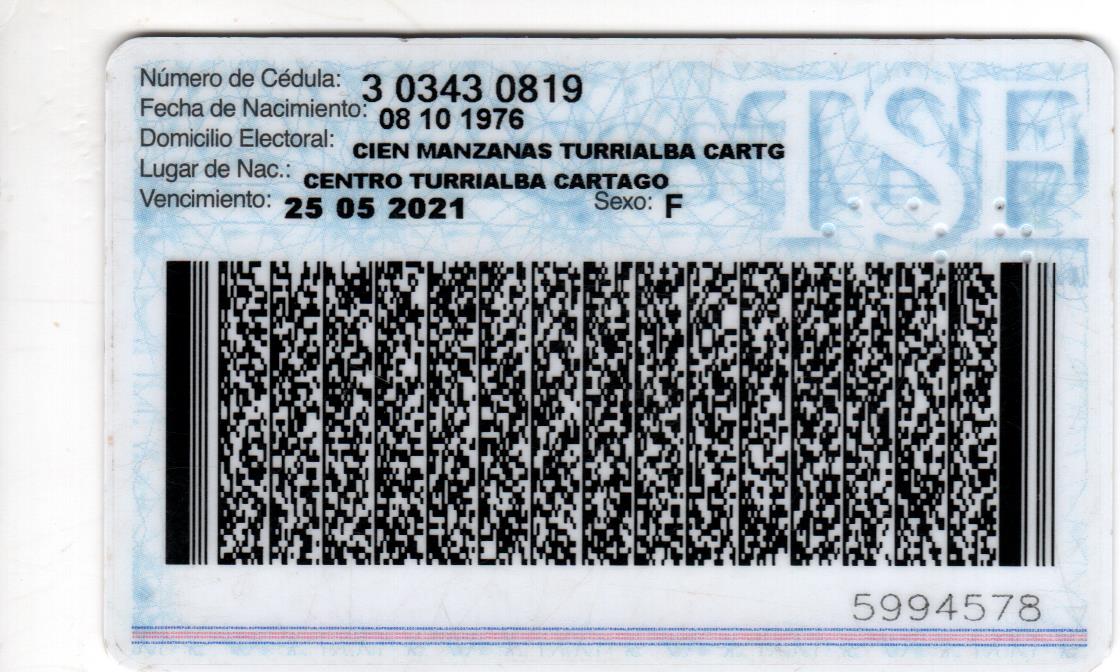 Número de Cédula: 3 0343 0819
Fecha de Nacimiento: 08 10 1976
Domicilio Electoral: CIEN MANZANAS TURRIALBA CARTG
Lugar de Nac.: CENTRO TURRIALBA CARTAGO
Vencimiento: 25 05 2021 Sexo: F
TSE
5994578